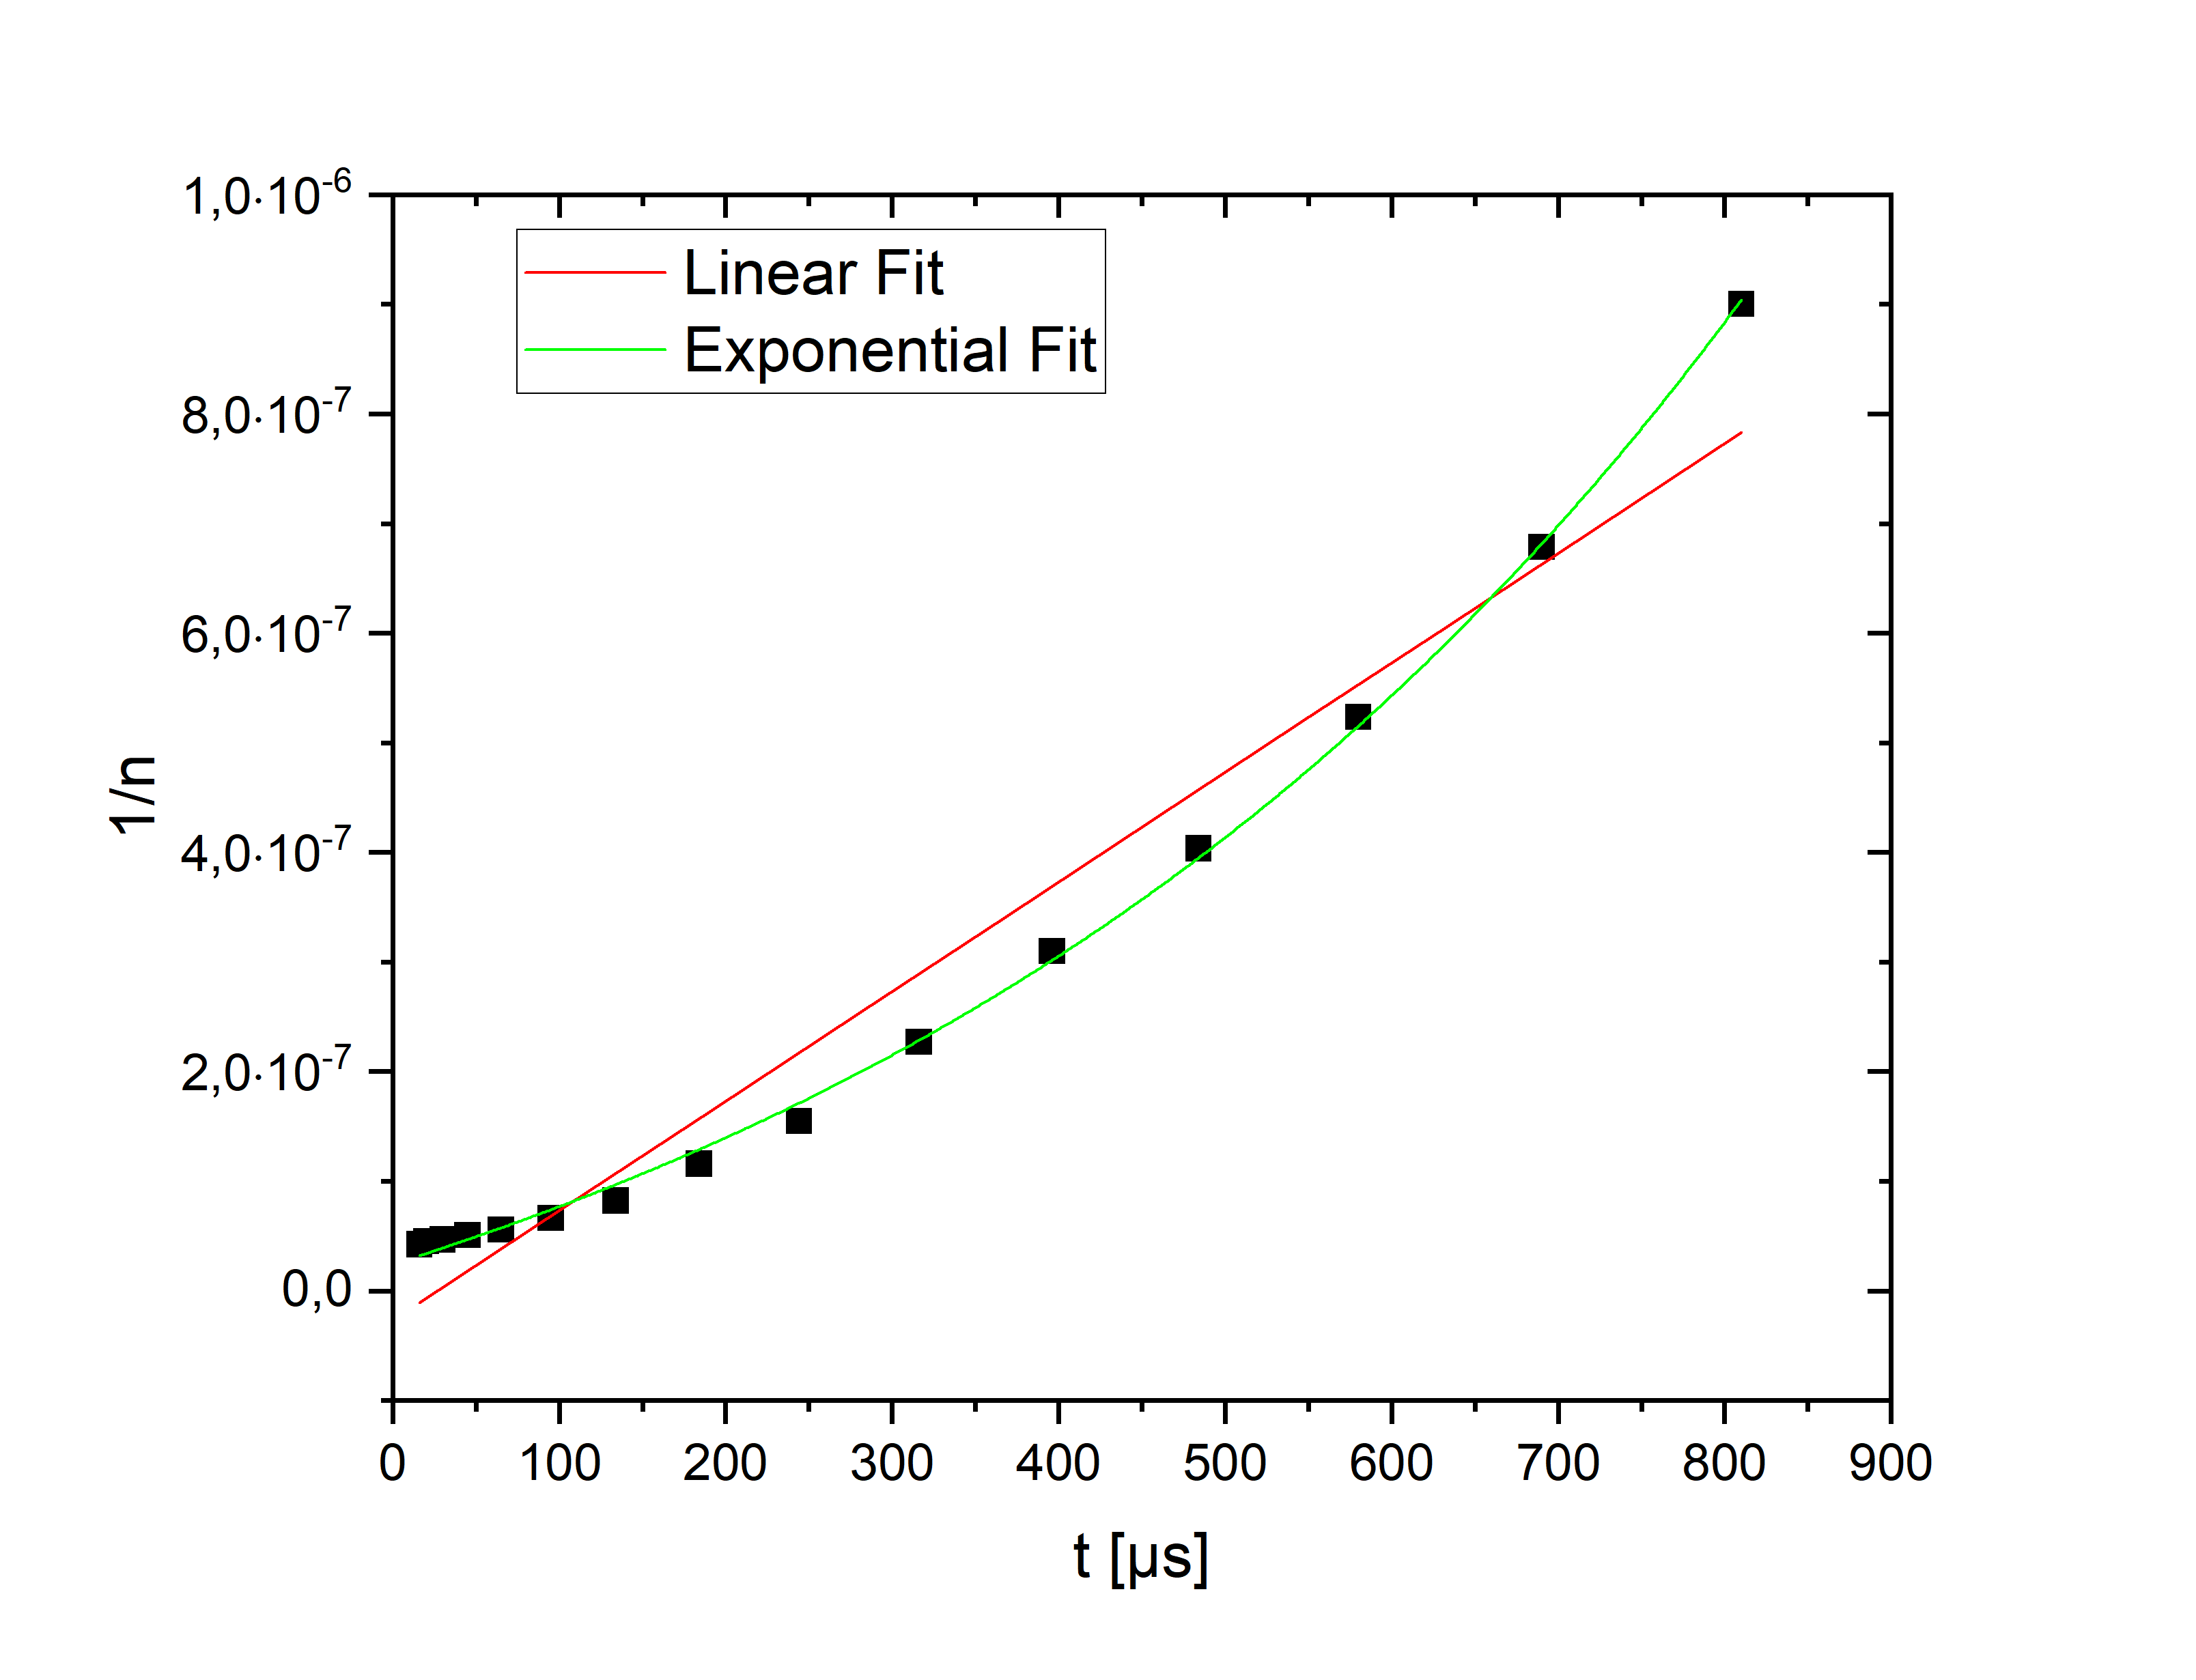 1,0·10⁻⁶
8,0·10⁻⁷
6,0·10⁻⁷
4,0·10⁻⁷
2,0·10⁻⁷
0,0
1/n
Linear Fit
Exponential Fit
0 100 200 300 400 500 600 700 800 900
t [µs]